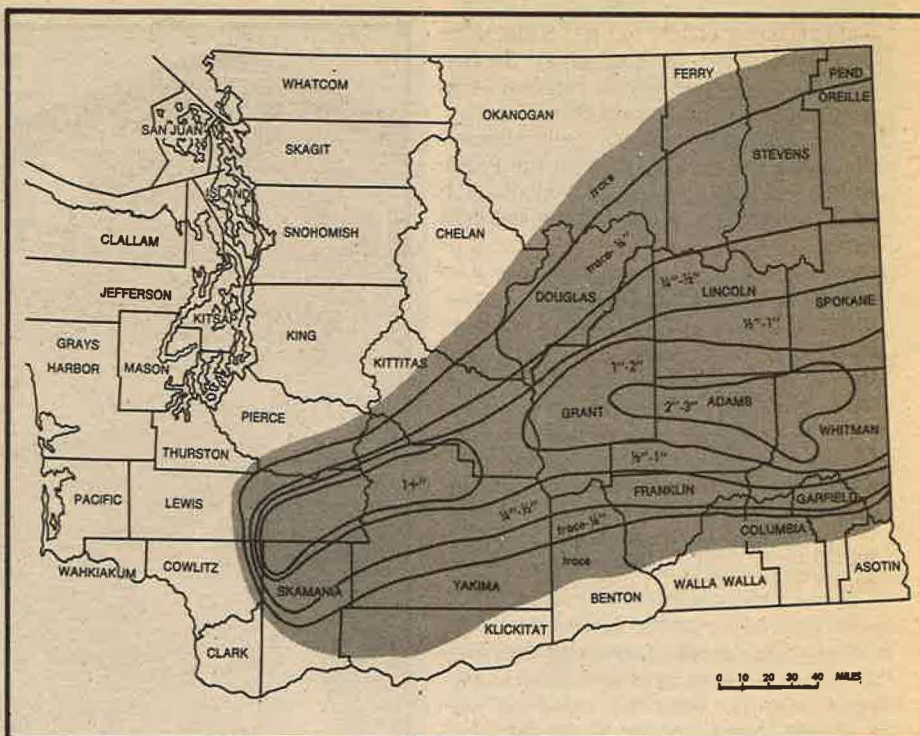 WHATCOM
FERRY
PEND
OREILLE
OKANOGAN
SAN JUAN
SKAGIT
STEVENS
ISLAND
trace
CLALLAM
SNOHOMISH
CHELAN
trace-¼"
JEFFERSON
DOUGLAS
¼"-½"
LINCOLN
SPOKANE
KITSAP
KING
½"-1"
GRAYS
HARBOR
MASON
KITTITAS
1"-2"
PIERCE
GRANT
2"-3"
ADAMS
WHITMAN
THURSTON
½"-1"
PACIFIC
LEWIS
1+"
FRANKLIN
GARFIELD
¼"-½"
trace-¼"
COLUMBIA
WAHKIAKUM
COWLITZ
SKAMANIA
YAKIMA
trace
WALLA WALLA
ASOTIN
BENTON
KLICKITAT
CLARK
0 10 20 30 40 MILES